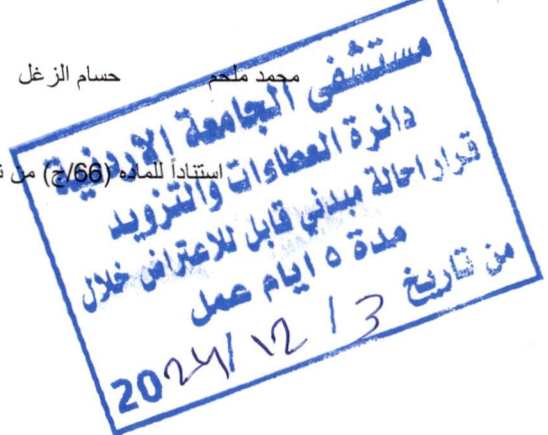 محمد ملحم حسام الزغل
استناداً للماده (66/ج) من
مستشفى الجامعة الاردنية
دائرة العطاءات والتزويد
قرار احالة مبدئي قابل للاعتراض خلال
مدة ٥ ايام عمل
من تاريخ
2024/12/3